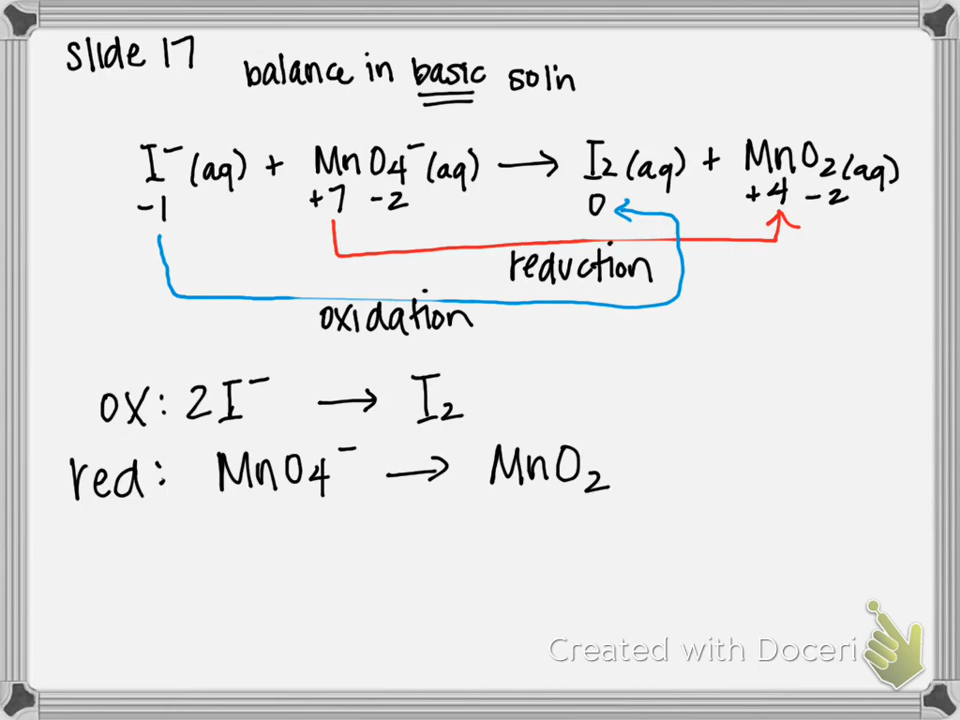 slide 17
balance in basic sol'n
I⁻ (aq) + MnO₄⁻ (aq) → I₂ (aq) + MnO₂ (aq)
-1 +7 -2 0 +4 -2
reduction
oxidation
ox: 2I⁻ → I₂
red: MnO₄⁻ → MnO₂
Created with Doceri